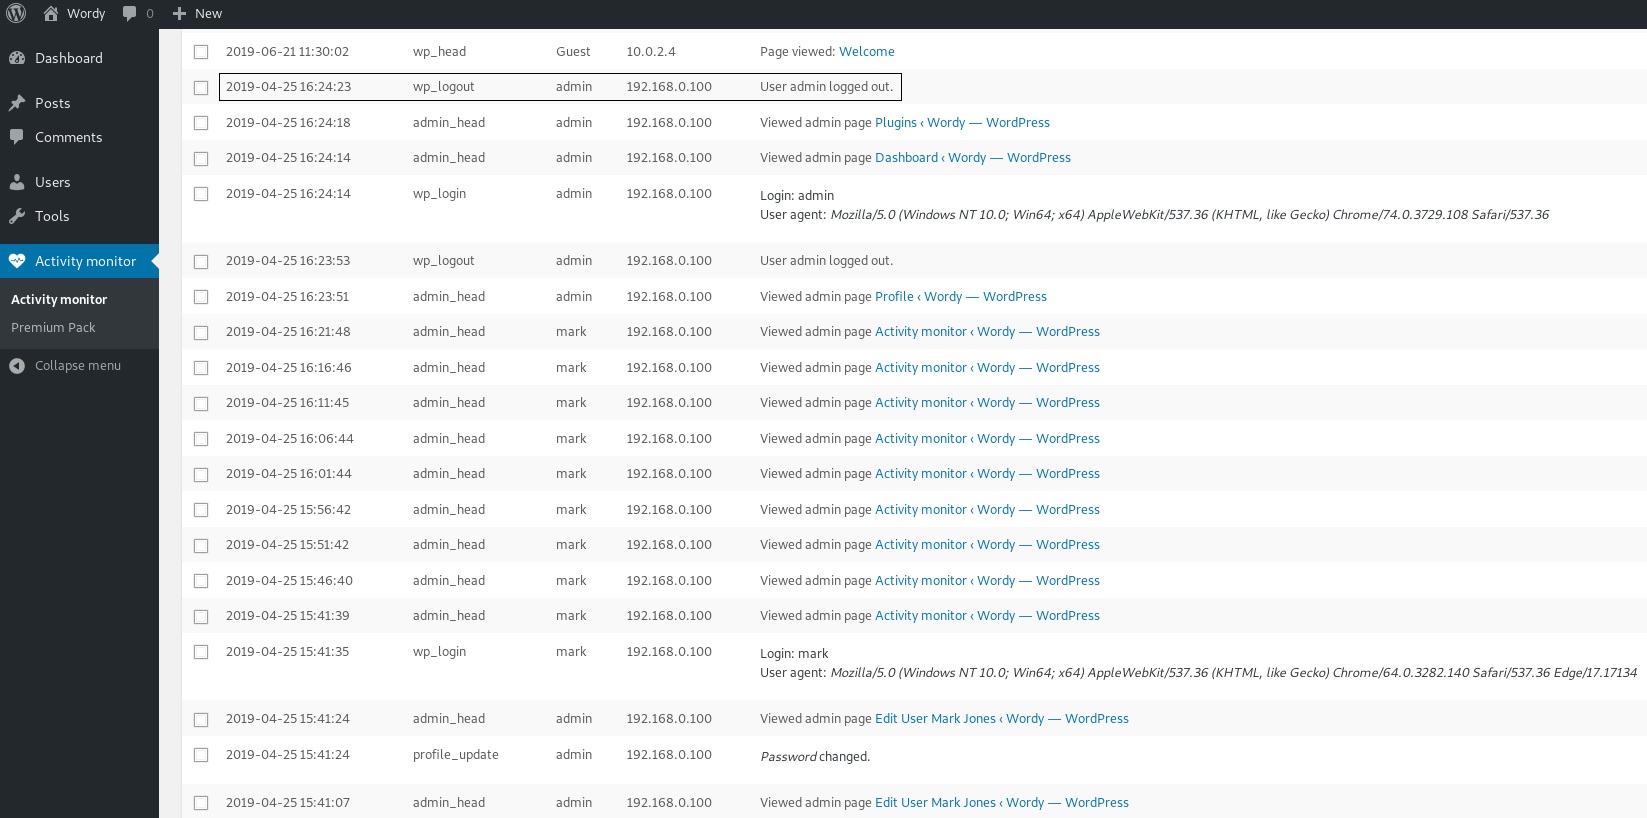 Wordy 0 New
Dashboard
Posts
Comments
Users
Tools
Activity monitor
Activity monitor
Premium Pack
Collapse menu
2019-06-21 11:30:02 wp_head Guest 10.0.2.4 Page viewed: Welcome
2019-04-25 16:24:23 wp_logout admin 192.168.0.100 User admin logged out.
2019-04-25 16:24:18 admin_head admin 192.168.0.100 Viewed admin page Plugins ‹ Wordy — WordPress
2019-04-25 16:24:14 admin_head admin 192.168.0.100 Viewed admin page Dashboard ‹ Wordy — WordPress
2019-04-25 16:24:14 wp_login admin 192.168.0.100 Login: admin
User agent: Mozilla/5.0 (Windows NT 10.0; Win64; x64) AppleWebKit/537.36 (KHTML, like Gecko) Chrome/74.0.3729.108 Safari/537.36
2019-04-25 16:23:53 wp_logout admin 192.168.0.100 User admin logged out.
2019-04-25 16:23:51 admin_head admin 192.168.0.100 Viewed admin page Profile ‹ Wordy — WordPress
2019-04-25 16:21:48 admin_head mark 192.168.0.100 Viewed admin page Activity monitor ‹ Wordy — WordPress
2019-04-25 16:16:46 admin_head mark 192.168.0.100 Viewed admin page Activity monitor ‹ Wordy — WordPress
2019-04-25 16:11:45 admin_head mark 192.168.0.100 Viewed admin page Activity monitor ‹ Wordy — WordPress
2019-04-25 16:06:44 admin_head mark 192.168.0.100 Viewed admin page Activity monitor ‹ Wordy — WordPress
2019-04-25 16:01:44 admin_head mark 192.168.0.100 Viewed admin page Activity monitor ‹ Wordy — WordPress
2019-04-25 15:56:42 admin_head mark 192.168.0.100 Viewed admin page Activity monitor ‹ Wordy — WordPress
2019-04-25 15:51:42 admin_head mark 192.168.0.100 Viewed admin page Activity monitor ‹ Wordy — WordPress
2019-04-25 15:46:40 admin_head mark 192.168.0.100 Viewed admin page Activity monitor ‹ Wordy — WordPress
2019-04-25 15:41:39 admin_head mark 192.168.0.100 Viewed admin page Activity monitor ‹ Wordy — WordPress
2019-04-25 15:41:35 wp_login mark 192.168.0.100 Login: mark
User agent: Mozilla/5.0 (Windows NT 10.0; Win64; x64) AppleWebKit/537.36 (KHTML, like Gecko) Chrome/64.0.3282.140 Safari/537.36 Edge/17.17134
2019-04-25 15:41:24 admin_head admin 192.168.0.100 Viewed admin page Edit User Mark Jones ‹ Wordy — WordPress
2019-04-25 15:41:24 profile_update admin 192.168.0.100 Password changed.
2019-04-25 15:41:07 admin_head admin 192.168.0.100 Viewed admin page Edit User Mark Jones ‹ Wordy — WordPress